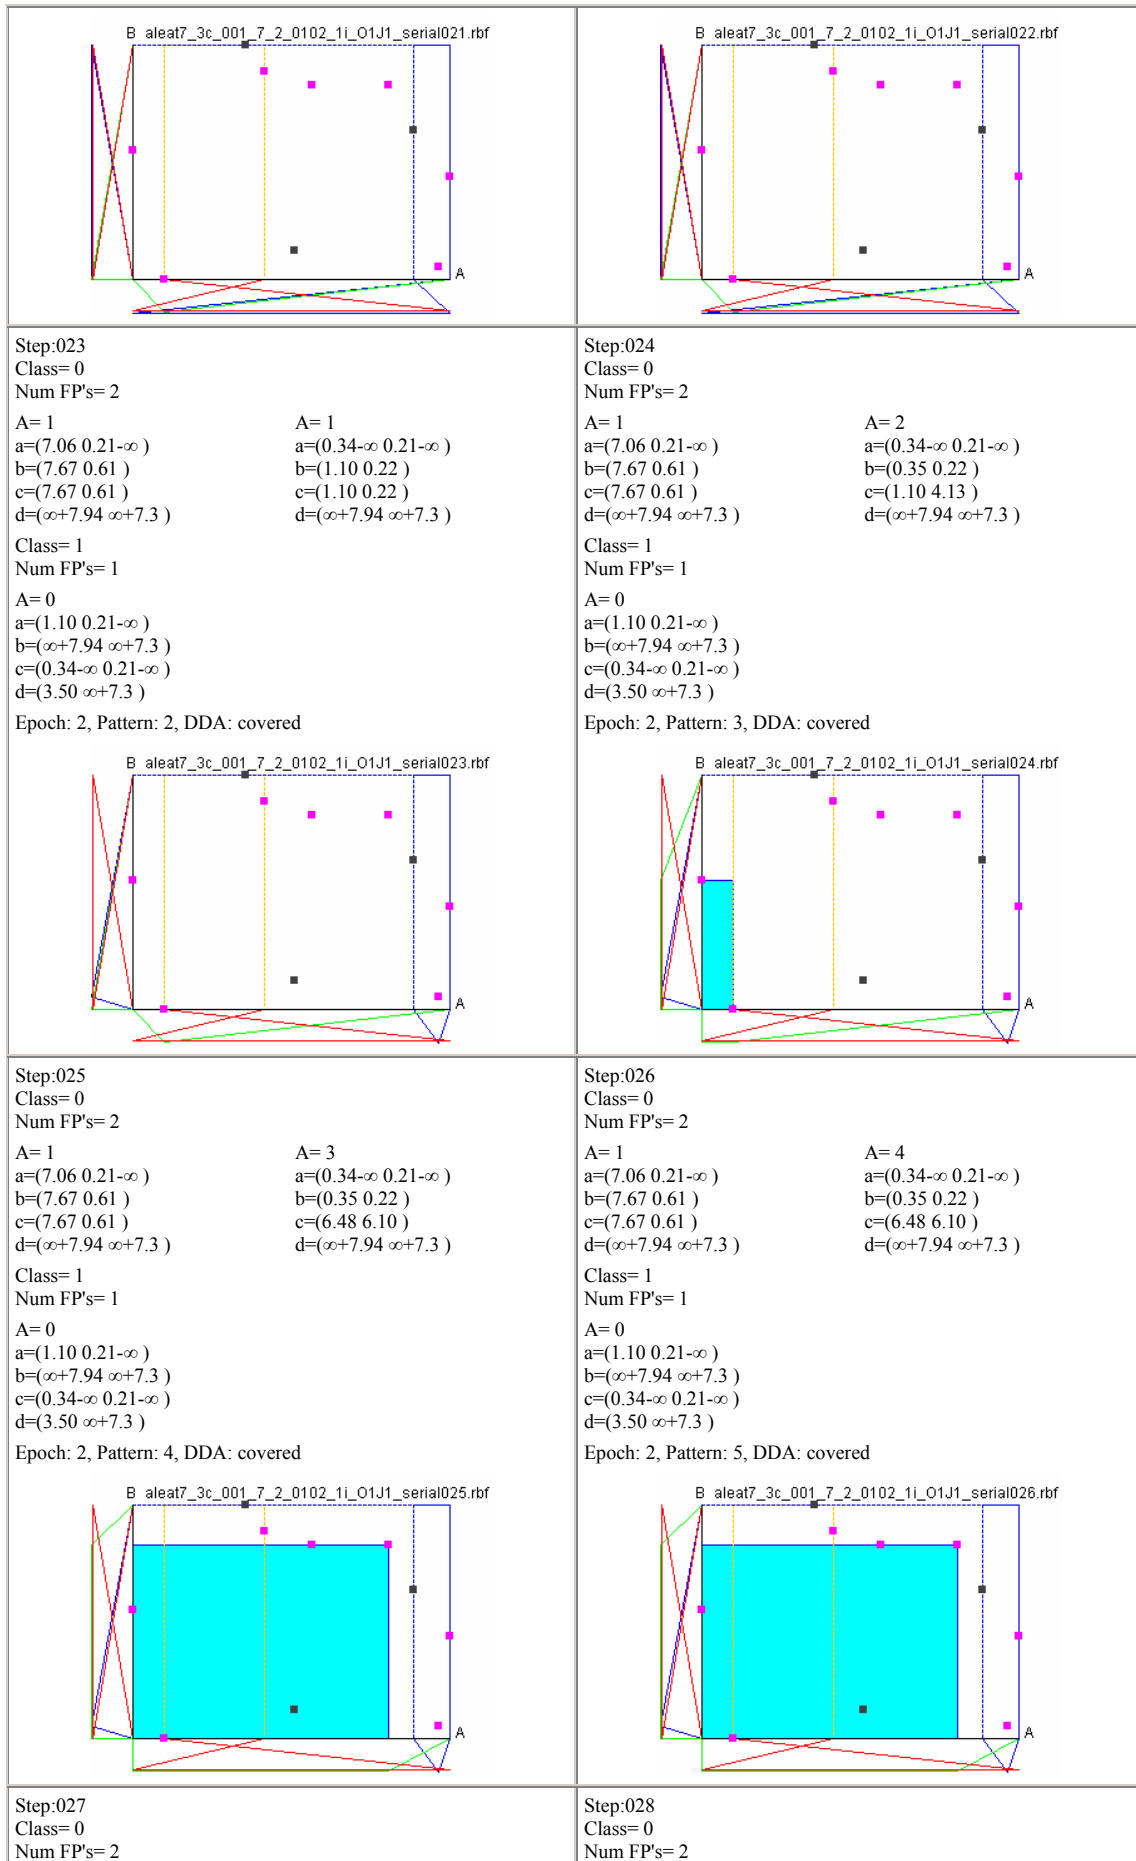 B aleat7_3c_001_7_2_0102_1i_O1J1_serial021.rbf
A
B aleat7_3c_001_7_2_0102_1i_O1J1_serial022.rbf
A
Step:023
Class= 0
Num FP's= 2
A= 1 A= 1
a=(7.06 0.21-∞ ) a=(0.34-∞ 0.21-∞ )
b=(7.67 0.61 ) b=(1.10 0.22 )
c=(7.67 0.61 ) c=(1.10 0.22 )
d=(∞+7.94 ∞+7.3 ) d=(∞+7.94 ∞+7.3 )
Class= 1
Num FP's= 1
A= 0
a=(1.10 0.21-∞ )
b=(∞+7.94 ∞+7.3 )
c=(0.34-∞ 0.21-∞ )
d=(3.50 ∞+7.3 )
Epoch: 2, Pattern: 2, DDA: covered
B aleat7_3c_001_7_2_0102_1i_O1J1_serial023.rbf
A
Step:024
Class= 0
Num FP's= 2
A= 1 A= 2
a=(7.06 0.21-∞ ) a=(0.34-∞ 0.21-∞ )
b=(7.67 0.61 ) b=(0.35 0.22 )
c=(7.67 0.61 ) c=(1.10 4.13 )
d=(∞+7.94 ∞+7.3 ) d=(∞+7.94 ∞+7.3 )
Class= 1
Num FP's= 1
A= 0
a=(1.10 0.21-∞ )
b=(∞+7.94 ∞+7.3 )
c=(0.34-∞ 0.21-∞ )
d=(3.50 ∞+7.3 )
Epoch: 2, Pattern: 3, DDA: covered
B aleat7_3c_001_7_2_0102_1i_O1J1_serial024.rbf
A
Step:025
Class= 0
Num FP's= 2
A= 1 A= 3
a=(7.06 0.21-∞ ) a=(0.34-∞ 0.21-∞ )
b=(7.67 0.61 ) b=(0.35 0.22 )
c=(7.67 0.61 ) c=(6.48 6.10 )
d=(∞+7.94 ∞+7.3 ) d=(∞+7.94 ∞+7.3 )
Class= 1
Num FP's= 1
A= 0
a=(1.10 0.21-∞ )
b=(∞+7.94 ∞+7.3 )
c=(0.34-∞ 0.21-∞ )
d=(3.50 ∞+7.3 )
Epoch: 2, Pattern: 4, DDA: covered
B aleat7_3c_001_7_2_0102_1i_O1J1_serial025.rbf
A
Step:026
Class= 0
Num FP's= 2
A= 1 A= 4
a=(7.06 0.21-∞ ) a=(0.34-∞ 0.21-∞ )
b=(7.67 0.61 ) b=(0.35 0.22 )
c=(7.67 0.61 ) c=(6.48 6.10 )
d=(∞+7.94 ∞+7.3 ) d=(∞+7.94 ∞+7.3 )
Class= 1
Num FP's= 1
A= 0
a=(1.10 0.21-∞ )
b=(∞+7.94 ∞+7.3 )
c=(0.34-∞ 0.21-∞ )
d=(3.50 ∞+7.3 )
Epoch: 2, Pattern: 5, DDA: covered
B aleat7_3c_001_7_2_0102_1i_O1J1_serial026.rbf
A
Step:027
Class= 0
Num FP's= 2
Step:028
Class= 0
Num FP's= 2